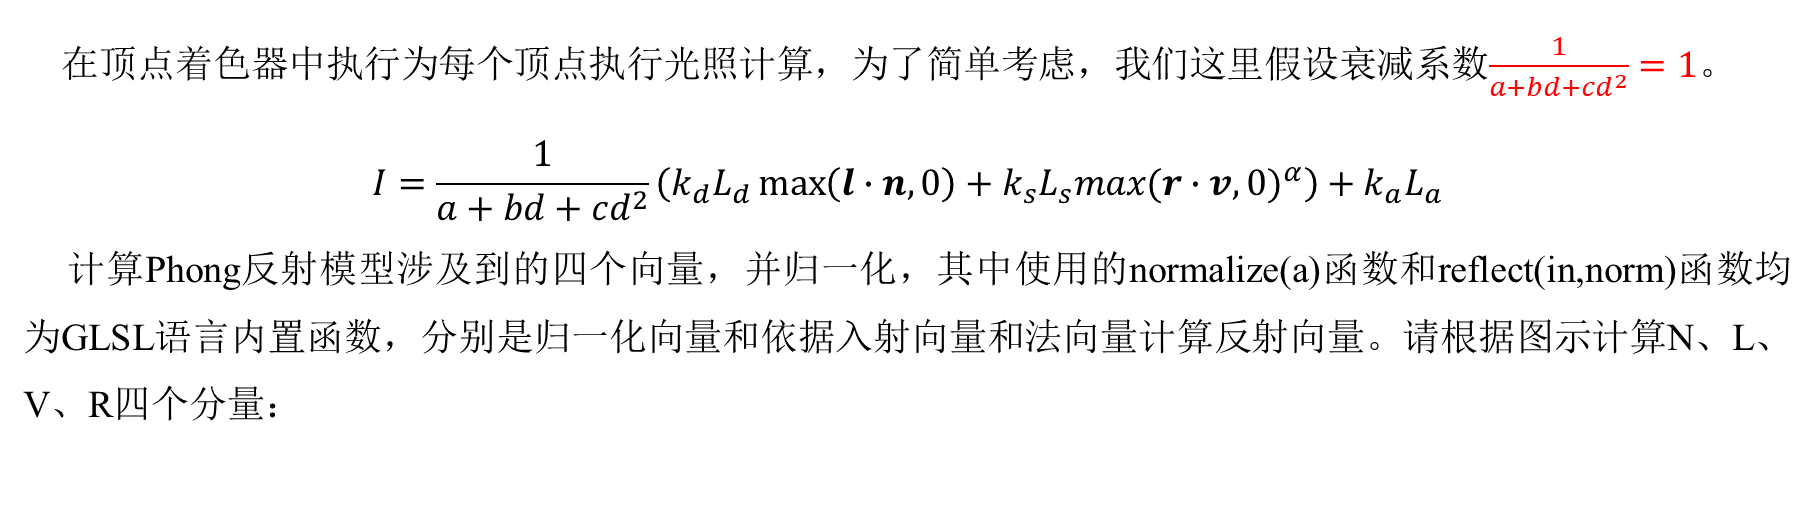 在顶点着色器中执行为每个顶点执行光照计算，为了简单考虑，我们这里假设衰减系数\frac{1}{a+bd+cd^2} = 1。
I = \frac{1}{a+bd+cd^2}(k_d L_d max(l · n, 0) + k_s L_s max(r · v, 0)^α) + k_a L_a
计算Phong反射模型涉及到的四个向量，并归一化，其中使用的normalize(a)函数和reflect(in,norm)函数均
为GLSL语言内置函数，分别是归一化向量和依据入射向量和法向量计算反射向量。请根据图示计算N、L、
V、R四个分量：